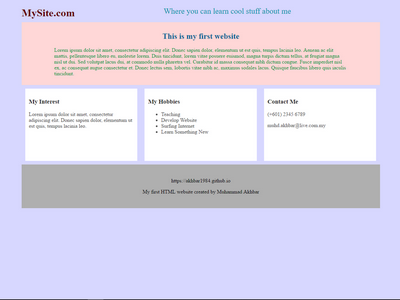 MySite.com
Where you can learn cool stuff about me
This is my first website
Lorem ipsum dolor sit amet, consectetur adipiscing elit. Donec sapien dolor, elementum ut est quis, tempus lacinia leo. Aenean ac elit
mattis, pellentesque libero eu, molestie lorem. Duis tincidunt, lorem vitae posuere euismod, magna turpis dictum tellus, at feugiat magna
nisl ut dui. Sed volutpat lacus dui, at commodo nulla pharetra vel. Curabitur id massa consequat nibh dictum congue. Fusce imperdiet nisl
ex, ac consequat augue consectetur et. Donec lectus sem, lobortis vitae nibh ac, maximus sodales lacus. Quisque faucibus libero quis iaculis
tincidunt.
My Interest
My Hobbies
Contact Me
Lorem ipsum dolor sit amet, consectetur
adipiscing elit. Donec sapien dolor, elementum ut
est quis, tempus lacinia leo.
Teaching
Develop Website
Surfing Internet
Learn Something New
(+601) 2345 6789
mohd.akhbar@live.com.my
https://akhbar1984.github.io
My first HTML website created by Muhammad Akhbar